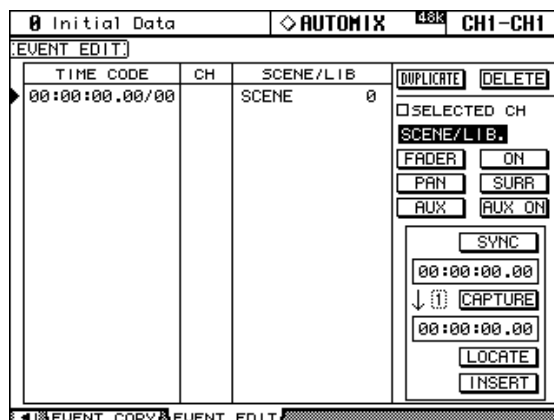 0 Initial Data ◇AUTOMIX 48k CH1-CH1
EVENT EDIT
TIME CODE CH SCENE/LIB
00:00:00.00/00 SCENE 0
DUPLICATE DELETE
SELECTED CH
SCENE/LIB.
FADER ON
PAN SURR
AUX AUX ON
SYNC
00:00:00.00
↓ 1 CAPTURE
00:00:00.00
LOCATE
INSERT
EVENT COPY EVENT EDIT